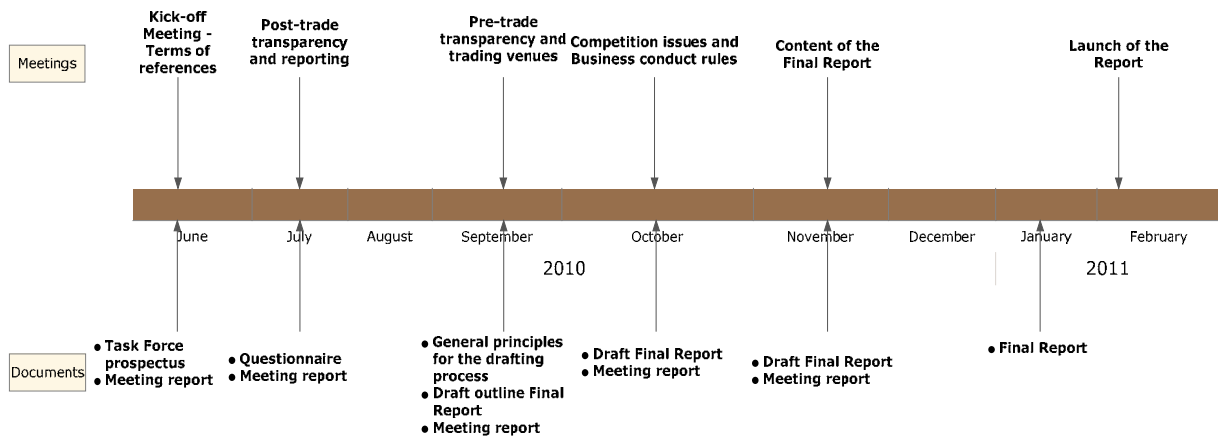 Meetings
Kick-off
Meeting -
Terms of
references
Post-trade
transparency
and reporting
Pre-trade
transparency and
trading venues
Competition issues and
Business conduct rules
Content of the
Final Report
Launch of the
Report
June
July
August
September
October
November
December
January
February
2010
2011
Documents
● Task Force
prospectus
● Meeting report
● Questionnaire
● Meeting report
● General principles
for the drafting
process
● Draft outline Final
Report
● Meeting report
● Draft Final Report
● Meeting report
● Draft Final Report
● Meeting report
● Final Report